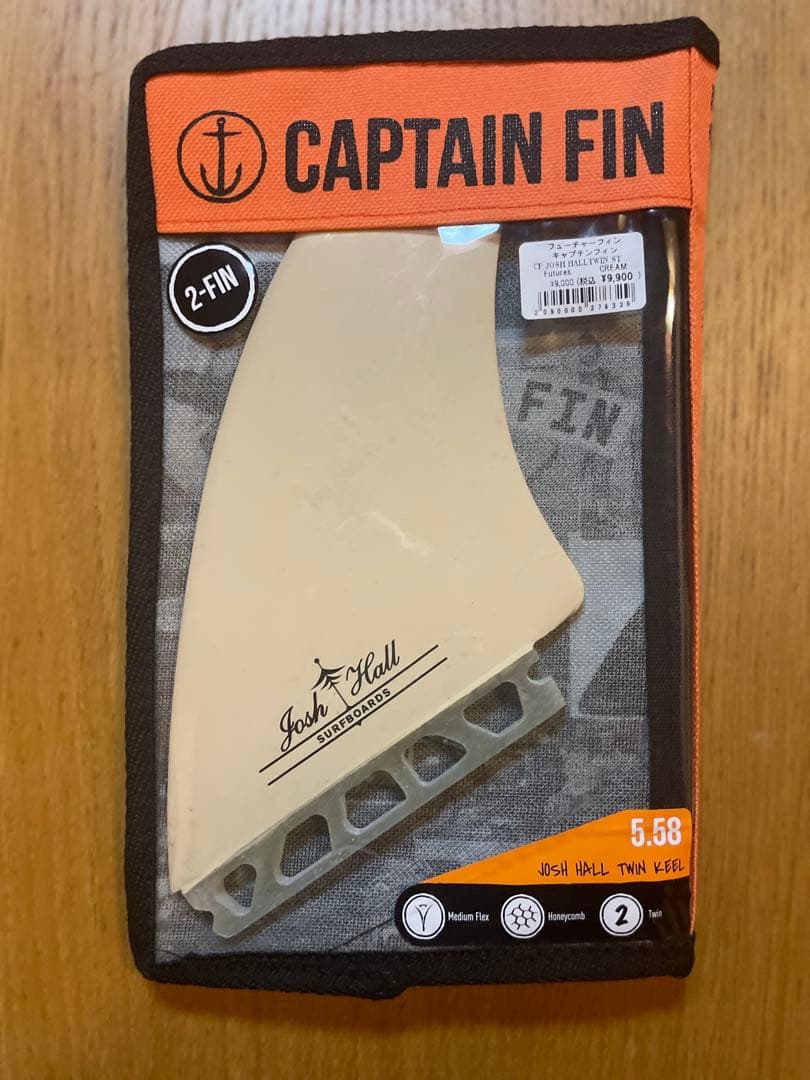 CAPTAIN FIN
2-FIN
フューチャーフィン
キャプテンフィン
CF JOSH HALLTWIN ST
Futures. CREAM
¥9,000(税込 ¥9,900 )
2090000276329
FIN
Josh Hall
SURFBOARDS
5.58
JOSH HALL TWIN KEEL
Medium Flex
Honeycomb
2
Twin